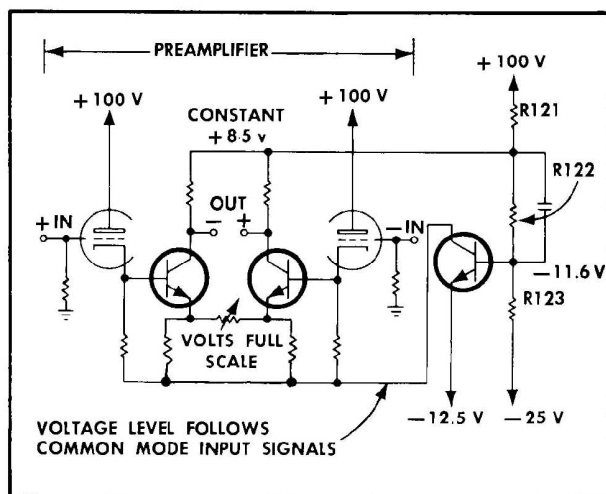 PREAMPLIFIER
+100 V
CONSTANT
+8.5 v
+100 V
+100 V
R121
R122
+ IN
− OUT +
− IN
−11.6V
R123
VOLTS FULL
SCALE
−12.5 V
−25 V
VOLTAGE LEVEL FOLLOWS
COMMON MODE INPUT SIGNALS